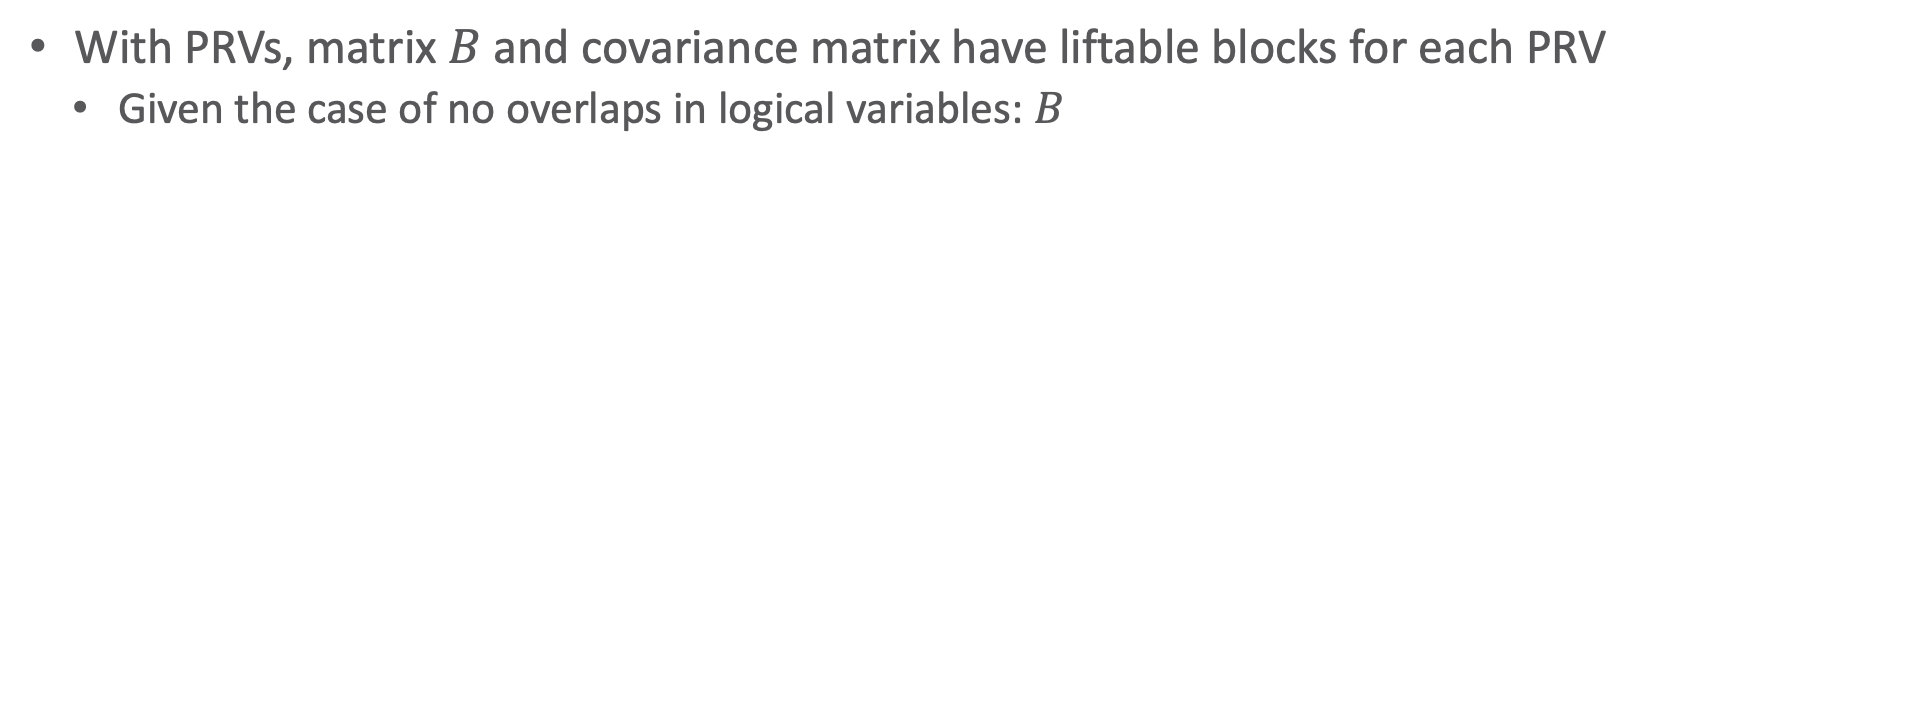 • With PRVs, matrix B and covariance matrix have liftable blocks for each PRV
• Given the case of no overlaps in logical variables: B